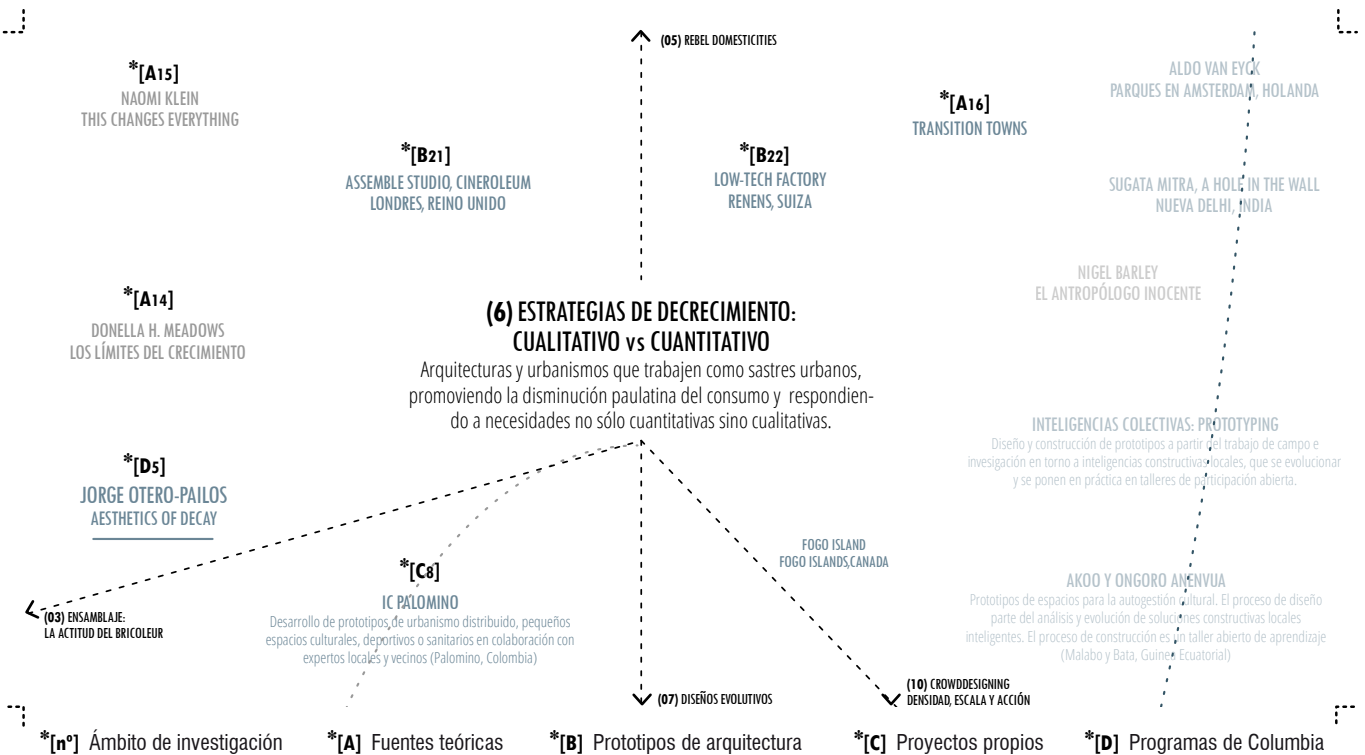 (05) REBEL DOMESTICITIES
*[A15]
NAOMI KLEIN
THIS CHANGES EVERYTHING
*[B21]
ASSEMBLE STUDIO, CINEROLEUM
LONDRES, REINO UNIDO
*[B22]
LOW-TECH FACTORY
RENENS, SUIZA
*[A16]
TRANSITION TOWNS
ALDO VAN EYCK
PARQUES EN AMSTERDAM, HOLANDA
SUGATA MITRA, A HOLE IN THE WALL
NUEVA DELHI, INDIA
NIGEL BARLEY
EL ANTROPÓLOGO INOCENTE
*[A14]
DONELLA H. MEADOWS
LOS LÍMITES DEL CRECIMIENTO
(6) ESTRATEGIAS DE DECRECIMIENTO:
CUALITATIVO vs CUANTITATIVO
Arquitecturas y urbanismos que trabajen como sastres urbanos,
promoviendo la disminución paulatina del consumo y respondien-
do a necesidades no sólo cuantitativas sino cualitativas.
INTELIGENCIAS COLECTIVAS: PROTOTYPING
Diseño y construcción de prototipos a partir del trabajo de campo e
invesigación en torno a inteligencias constructivas locales, que se evolucionar
y se ponen en práctica en talleres de participación abierta.
*[D5]
JORGE OTERO-PAILOS
AESTHETICS OF DECAY
*[C8]
IC PALOMINO
Desarrollo de prototipos de urbanismo distribuido, pequeños
espacios culturales, deportivos o sanitarios en colaboración con
expertos locales y vecinos (Palomino, Colombia)
FOGO ISLAND
FOGO ISLANDS,CANADA
AKOO Y ONGORO ANENVUA
Prototipos de espacios para la autogestión cultural. El proceso de diseño
parte del análisis y evolución de soluciones constructivas locales
inteligentes. El proceso de construcción es un taller abierto de aprendizaje
(Malabo y Bata, Guinea Ecuatorial)
(03) ENSAMBLAJE:
LA ACTITUD DEL BRICOLEUR
(07) DISEÑOS EVOLUTIVOS
(10) CROWDDESIGNING
DENSIDAD, ESCALA Y ACCIÓN
*[nº] Ámbito de investigación
*[A] Fuentes teóricas
*[B] Prototipos de arquitectura
*[C] Proyectos propios
*[D] Programas de Columbia